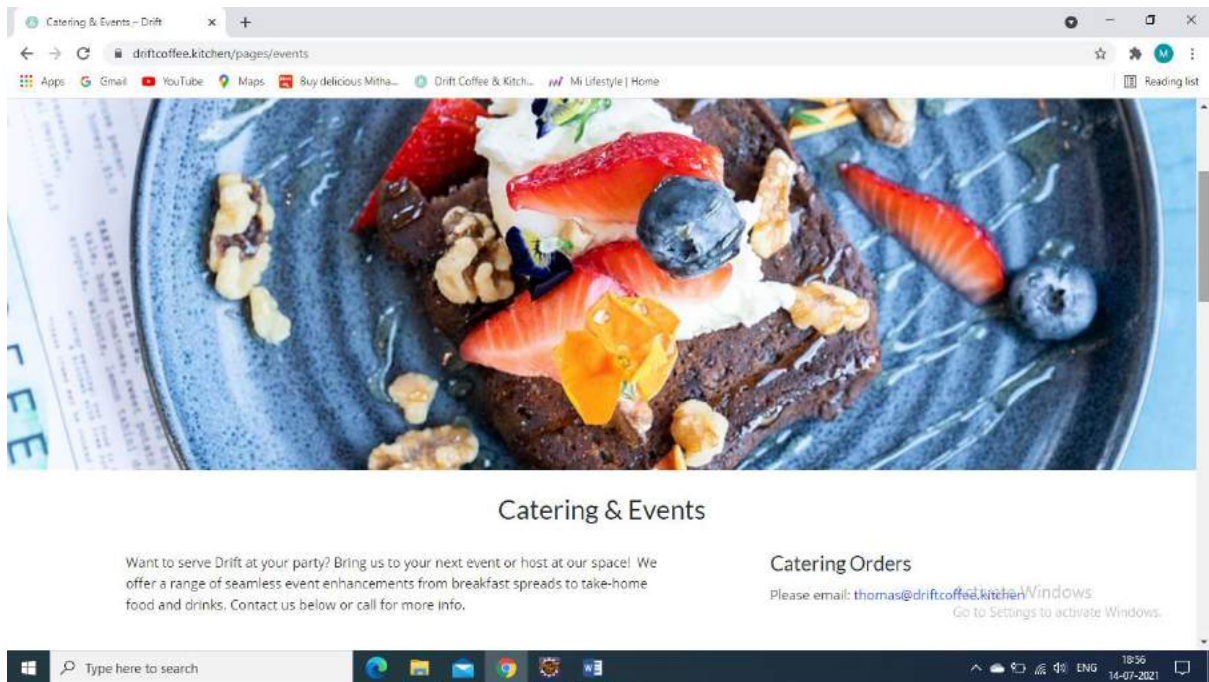 Catering & Events – Drift
driftcoffee.kitchen/pages/events
M
Apps
Gmail
YouTube
Maps
Buy delicious Mitha...
Drift Coffee & Kitch...
Mi Lifestyle | Home
Reading list
Catering & Events
Want to serve Drift at your party? Bring us to your next event or host at our space! We
offer a range of seamless event enhancements from breakfast spreads to take-home
food and drinks. Contact us below or call for more info.
Catering Orders
Please email: thomas@driftcoffee.kitchen
Activate Windows
Go to Settings to activate Windows.
Type here to search
ENG
18:56
14-07-2021